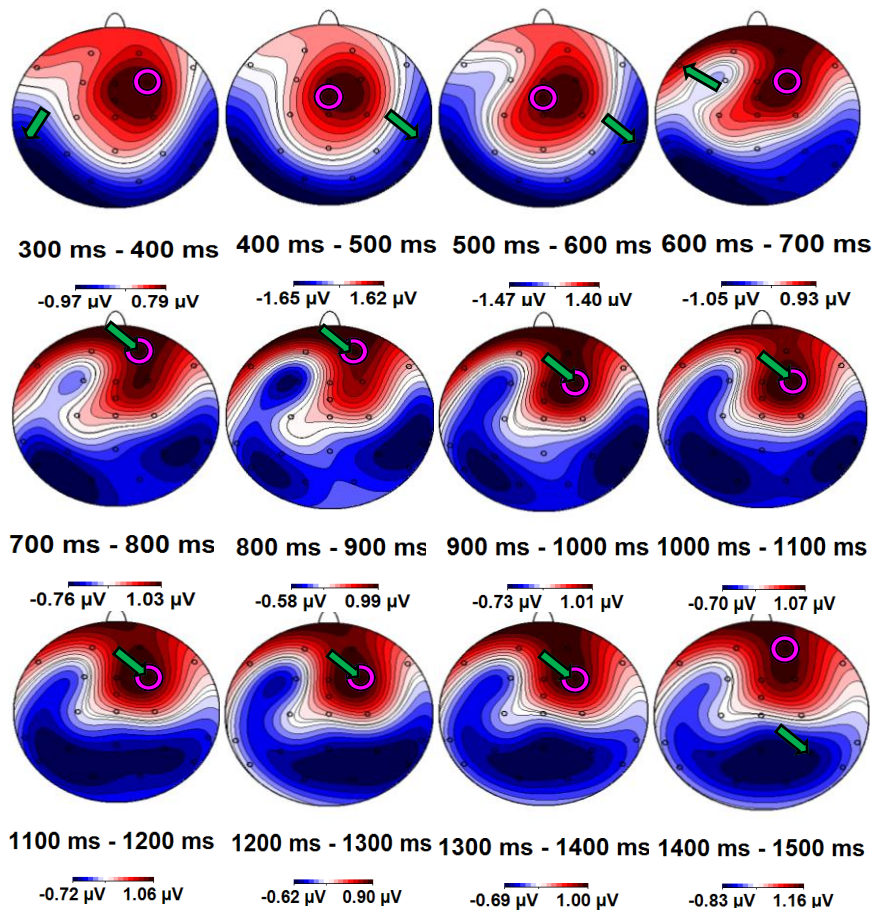 300 ms - 400 ms 400 ms - 500 ms 500 ms - 600 ms 600 ms - 700 ms
-0.97 µV 0.79 µV -1.65 µV 1.62 µV -1.47 µV 1.40 µV -1.05 µV 0.93 µV
700 ms - 800 ms 800 ms - 900 ms 900 ms - 1000 ms 1000 ms - 1100 ms
-0.76 µV 1.03 µV -0.58 µV 0.99 µV -0.73 µV 1.01 µV -0.70 µV 1.07 µV
1100 ms - 1200 ms 1200 ms - 1300 ms 1300 ms - 1400 ms 1400 ms - 1500 ms
-0.72 µV 1.06 µV -0.62 µV 0.90 µV -0.69 µV 1.00 µV -0.83 µV 1.16 µV